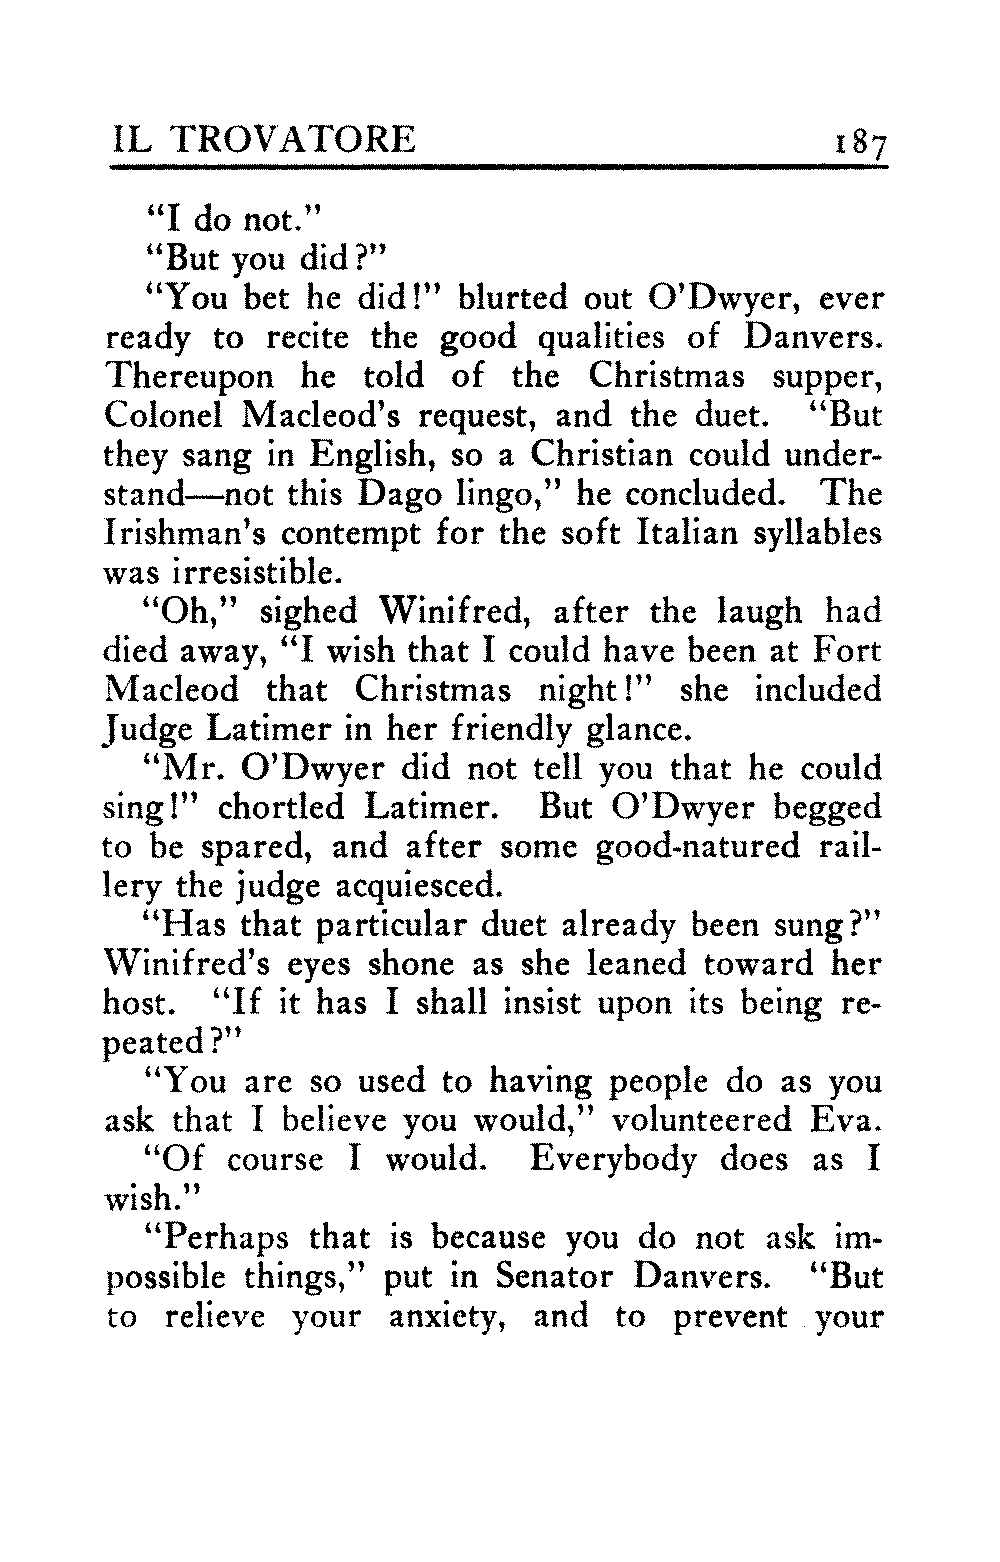 IL TROVATORE 187
"I do not."
"But you did?"
"You bet he did!" blurted out O'Dwyer, ever
ready to recite the good qualities of Danvers.
Thereupon he told of the Christmas supper,
Colonel Macleod's request, and the duet. "But
they sang in English, so a Christian could under-
stand—not this Dago lingo," he concluded. The
Irishman's contempt for the soft Italian syllables
was irresistible.
"Oh," sighed Winifred, after the laugh had
died away, "I wish that I could have been at Fort
Macleod that Christmas night!" she included
Judge Latimer in her friendly glance.
"Mr. O'Dwyer did not tell you that he could
sing!" chortled Latimer. But O'Dwyer begged
to be spared, and after some good-natured rail-
lery the judge acquiesced.
"Has that particular duet already been sung?"
Winifred's eyes shone as she leaned toward her
host. "If it has I shall insist upon its being re-
peated?"
"You are so used to having people do as you
ask that I believe you would," volunteered Eva.
"Of course I would. Everybody does as I
wish."
"Perhaps that is because you do not ask im-
possible things," put in Senator Danvers. "But
to relieve your anxiety, and to prevent your